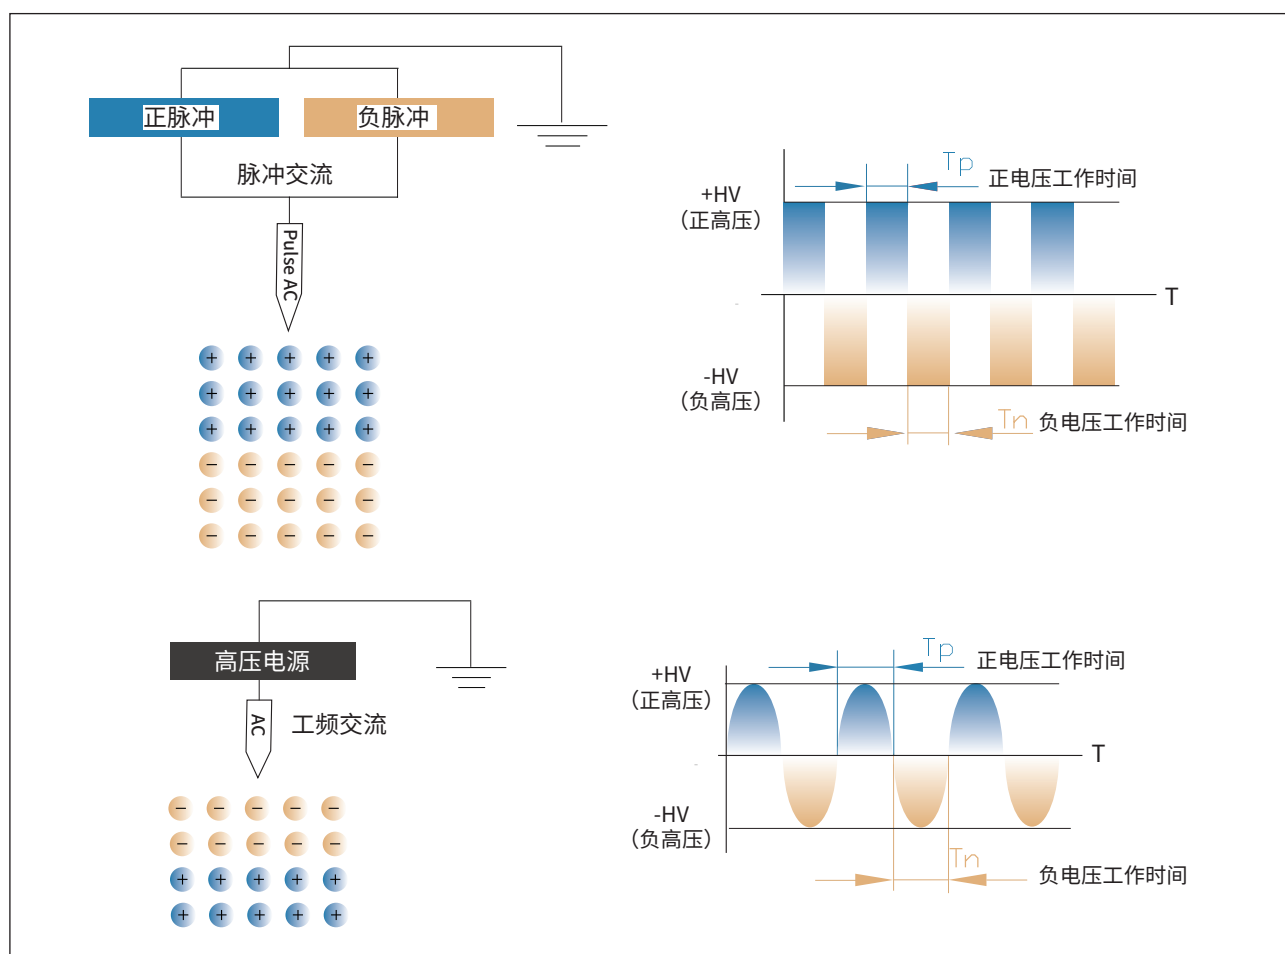 正脉冲
负脉冲
脉冲交流
Pulse AC
+ + + + +
+ + + + +
+ + + + +
− − − − −
− − − − −
− − − − −
Tp
正电压工作时间
+HV
（正高压）
T
-HV
（负高压）
Tn 负电压工作时间
高压电源
AC
工频交流
− − − − −
− − − − −
+ + + + +
+ + + + +
Tp
正电压工作时间
+HV
（正高压）
T
-HV
（负高压）
Tn
负电压工作时间